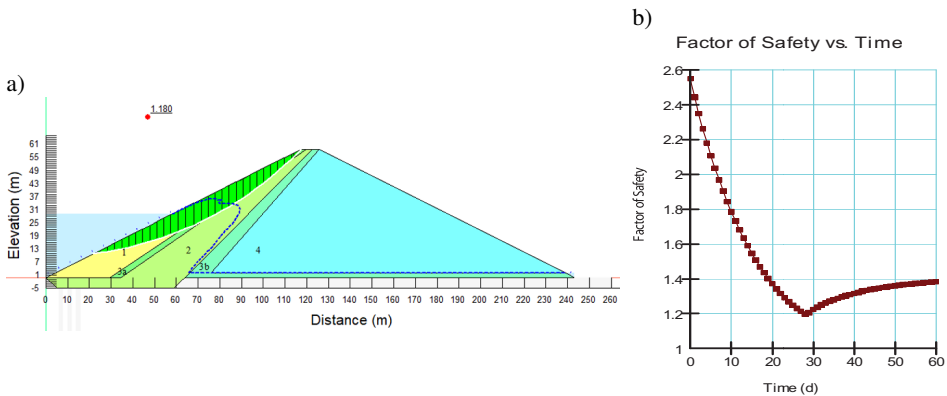 a)
1.180
61
55
49
43
37
31
25
19
13
7
1
-5
Elevation (m)
1
2
3a
3b
4
0 10 20 30 40 50 60 70 80 90 100 110 120 130 140 150 160 170 180 190 200 210 220 230 240 250 260
Distance (m)
b)
Factor of Safety vs. Time
2.6
2.4
2.2
2
1.8
1.6
1.4
1.2
1
Factor of Safety
0 10 20 30 40 50 60
Time (d)